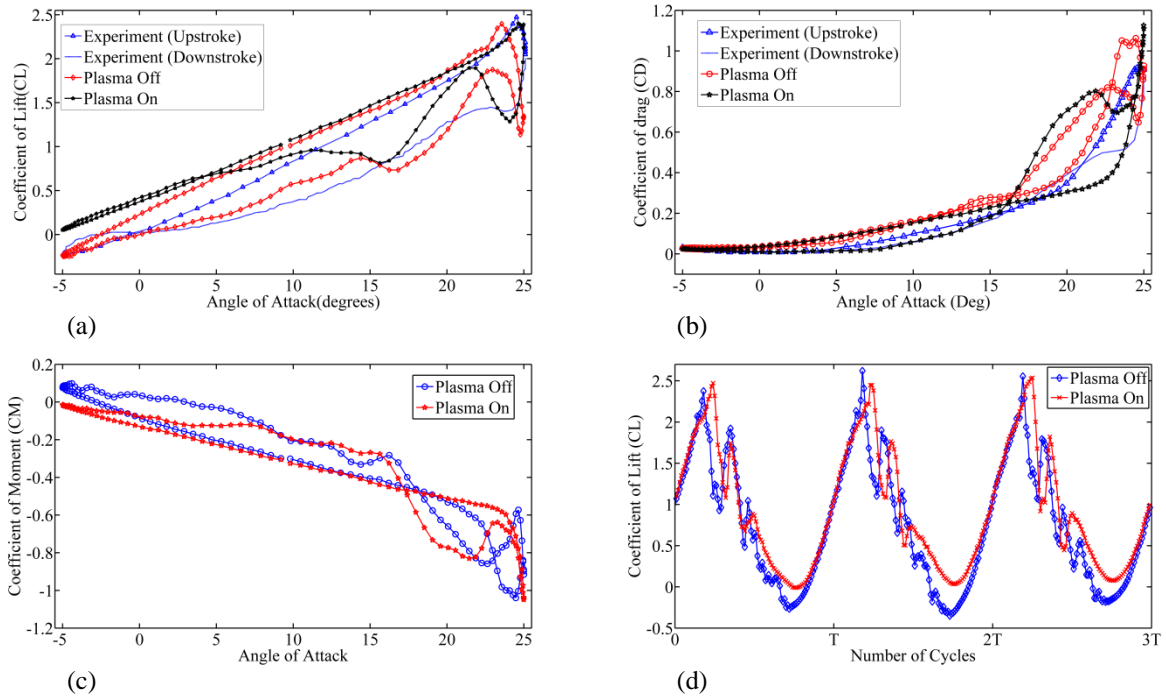 2.5
2
1.5
1
0.5
0
Coefficient of Lift(CL)
Experiment (Upstroke)
Experiment (Downstroke)
Plasma Off
Plasma On
-5 0 5 10 15 20 25
Angle of Attack(degrees)
(a)
1.2
1
0.8
0.6
0.4
0.2
0
Coefficient of drag (CD)
Experiment (Upstroke)
Experiment (Downstroke)
Plasma Off
Plasma On
-5 0 5 10 15 20 25
Angle of Attack (Deg)
(b)
0.2
0
-0.2
-0.4
-0.6
-0.8
-1
-1.2
Coefficient of Moment (CM)
Plasma Off
Plasma On
-5 0 5 10 15 20 25
Angle of Attack
(c)
2.5
2
1.5
1
0.5
0
-0.5
Coefficient of Lift (CL)
Plasma Off
Plasma On
0 T 2T 3T
Number of Cycles
(d)